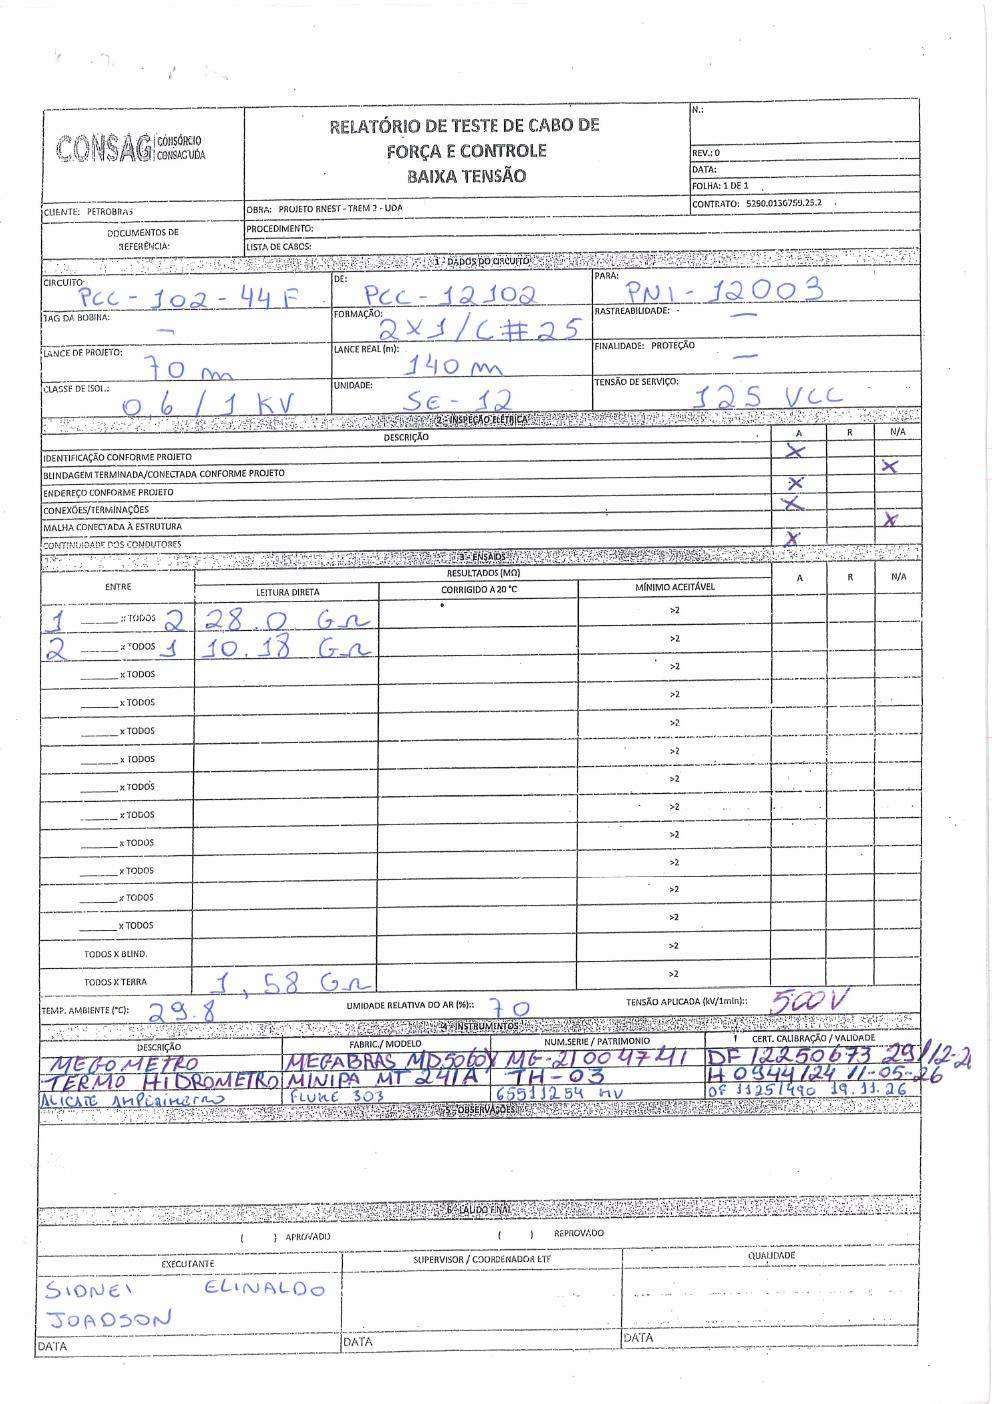 CONSAG CONSÓRCIO CONSAG UDA
RELATÓRIO DE TESTE DE CABO DE FORÇA E CONTROLE BAIXA TENSÃO
N.:
REV.: 0
DATA:
FOLHA: 1 DE 1
CLIENTE: PETROBRAS
OBRA: PROJETO RNEST - TREM 2 - UDA
CONTRATO: 5290.0136759.25.2
DOCUMENTOS DE REFERÊNCIA:
PROCEDIMENTO:
LISTA DE CABOS:
1 - DADOS DO CIRCUITO
CIRCUITO: PCC-102-44F
DE: PCC-12102
PARA: PN1-12003
TAG DA BOBINA: —
FORMAÇÃO: 2X1/C#25
RASTREABILIDADE: - —
LANCE DE PROJETO: 70 m
LANCE REAL (m): 140 m
FINALIDADE: PROTEÇÃO —
CLASSE DE ISOL.: 0,6/1 KV
UNIDADE: SE-12
TENSÃO DE SERVIÇO: 125 VCC
2 - INSPEÇÃO ELÉTRICA
DESCRIÇÃO A R N/A
IDENTIFICAÇÃO CONFORME PROJETO X
BLINDAGEM TERMINADA/CONECTADA CONFORME PROJETO X
ENDEREÇO CONFORME PROJETO X
CONEXÕES/TERMINAÇÕES X
MALHA CONECTADA À ESTRUTURA X
CONTINUIDADE DOS CONDUTORES X
3 - ENSAIOS
ENTRE RESULTADOS (MΩ) A R N/A
LEITURA DIRETA CORRIGIDO A 20 °C MÍNIMO ACEITÁVEL
1 x TODOS 2 28.0 GΩ >2
2 x TODOS 1 10.18 GΩ >2
x TODOS >2
x TODOS >2
x TODOS >2
x TODOS >2
x TODOS >2
x TODOS >2
x TODOS >2
x TODOS >2
x TODOS >2
x TODOS >2
TODOS X BLIND. >2
TODOS X TERRA 1,58 GΩ >2
TEMP. AMBIENTE (°C): 29.8
UMIDADE RELATIVA DO AR (%):: 70
TENSÃO APLICADA (kV/1min):: 500V
4 - INSTRUMENTOS
DESCRIÇÃO FABRIC./ MODELO NUM.SERIE / PATRIMONIO CERT. CALIBRAÇÃO / VALIDADE
MEGOMETRO MEGABRAS MD5060X MG-21004741 DF 12250673 29/12-2
TERMO HIDROMETRO MINIPA MT 241A TH-03 H 0944/24 11-05-26
ALICATE AMPERIMETRO FLUKE 303 65511254 MV DF 11251490 19.11.26
5 - OBSERVAÇÕES
6 - LAUDO FINAL
( ) APROVADO ( ) REPROVADO
EXECUTANTE SUPERVISOR / COORDENADOR ETF QUALIDADE
SIDNEI ELINALDO
JOADSON
DATA DATA DATA